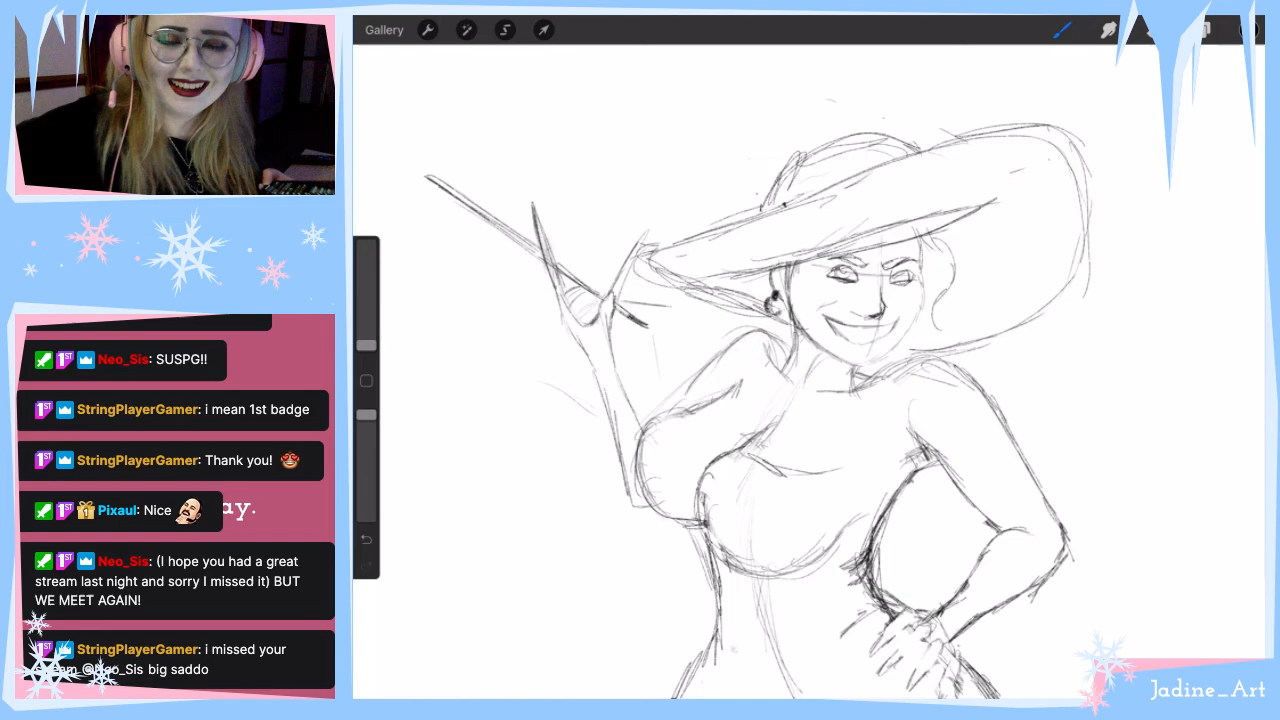 Gallery
Neo_Sis: SUSPG!!
StringPlayerGamer: i mean 1st badge
StringPlayerGamer: Thank you!
Pixaul: Nice
ay.
Neo_Sis: (I hope you had a great
stream last night and sorry I missed it) BUT
WE MEET AGAIN!
StringPlayerGamer: i missed your
@Neo_Sis big saddo
Jadine_Art